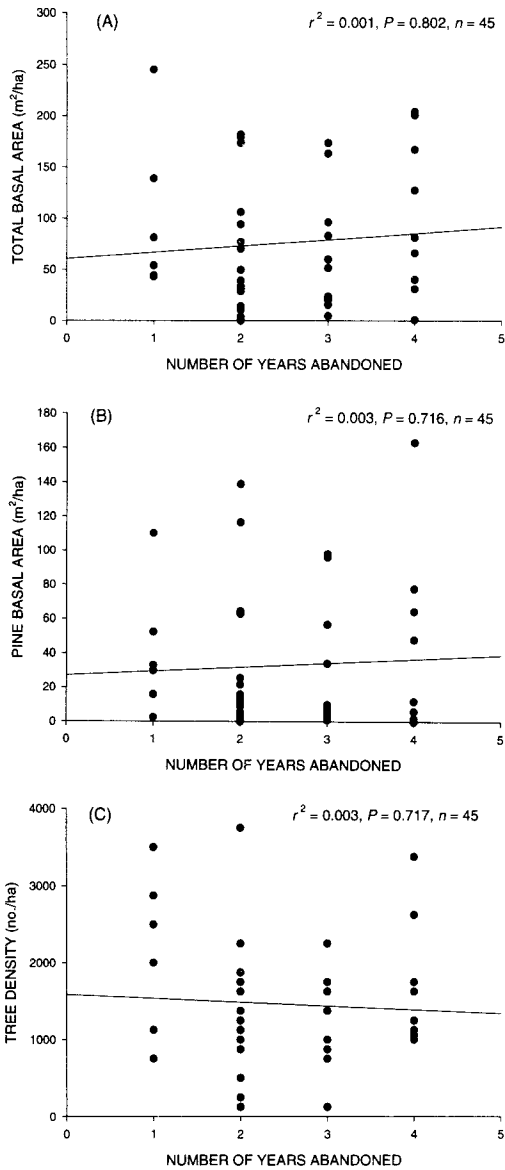 (A)
r² = 0.001, P = 0.802, n = 45
TOTAL BASAL AREA (m²/ha)
300
250
200
150
100
50
0
0 1 2 3 4 5
NUMBER OF YEARS ABANDONED
(B)
r² = 0.003, P = 0.716, n = 45
PINE BASAL AREA (m²/ha)
180
160
140
120
100
80
60
40
20
0
0 1 2 3 4 5
NUMBER OF YEARS ABANDONED
(C)
r² = 0.003, P = 0.717, n = 45
TREE DENSITY (no./ha)
4000
3000
2000
1000
0
0 1 2 3 4 5
NUMBER OF YEARS ABANDONED